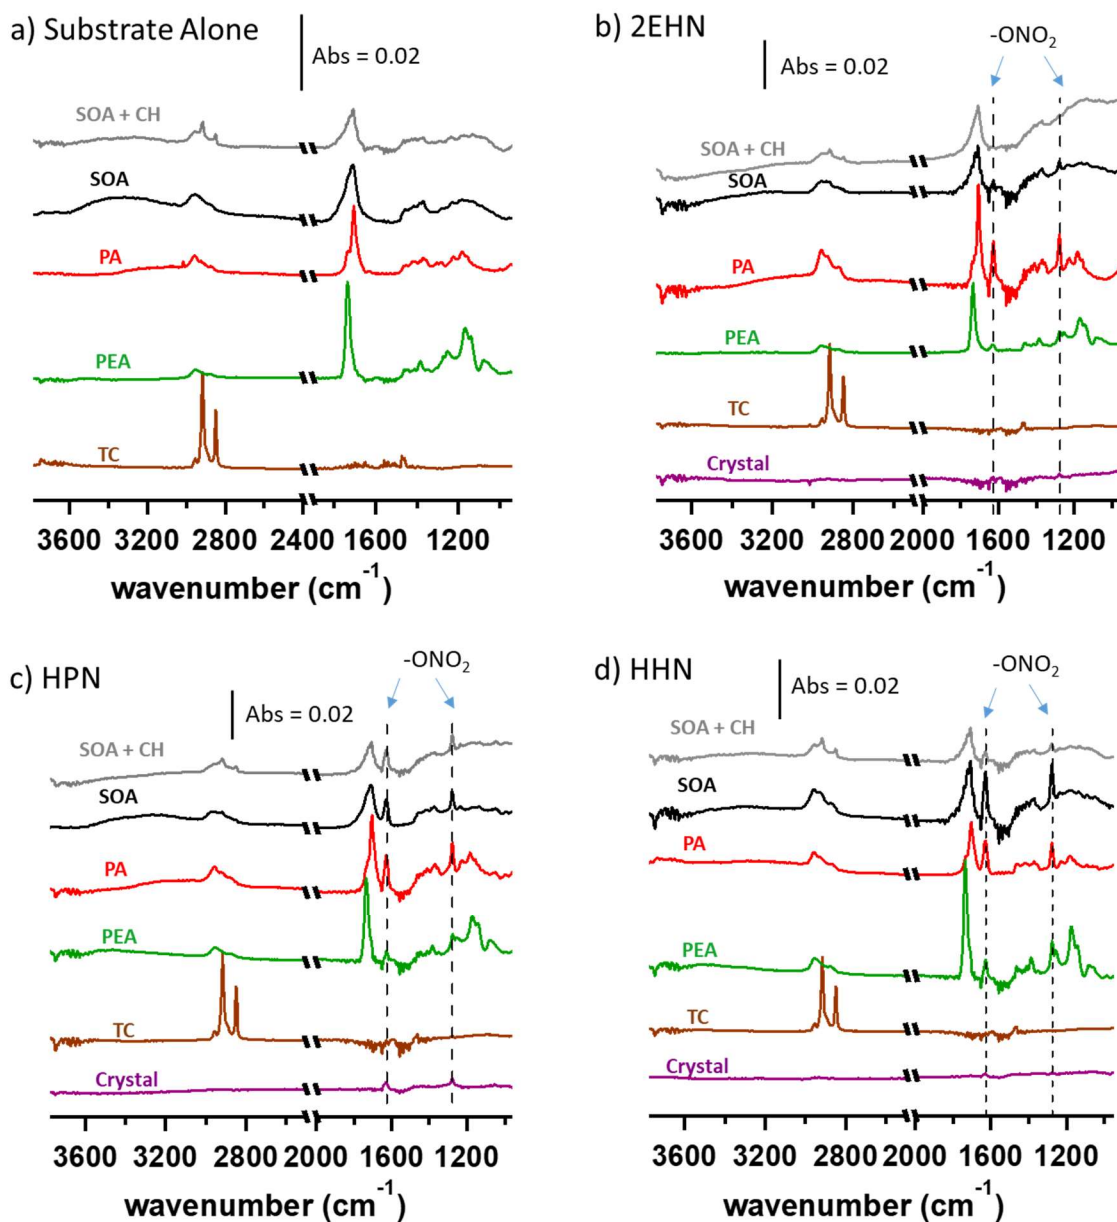 a) Substrate Alone
Abs = 0.02
SOA + CH
SOA
PA
PEA
TC
3600 3200 2800 2400 1600 1200
wavenumber (cm⁻¹)
b) 2EHN
-ONO₂
Abs = 0.02
SOA + CH
SOA
PA
PEA
TC
Crystal
3600 3200 2800 2000 1600 1200
wavenumber (cm⁻¹)
c) HPN
-ONO₂
Abs = 0.02
SOA + CH
SOA
PA
PEA
TC
Crystal
3600 3200 2800 2000 1600 1200
wavenumber (cm⁻¹)
d) HHN
-ONO₂
Abs = 0.02
SOA + CH
SOA
PA
PEA
TC
Crystal
3600 3200 2800 2000 1600 1200
wavenumber (cm⁻¹)